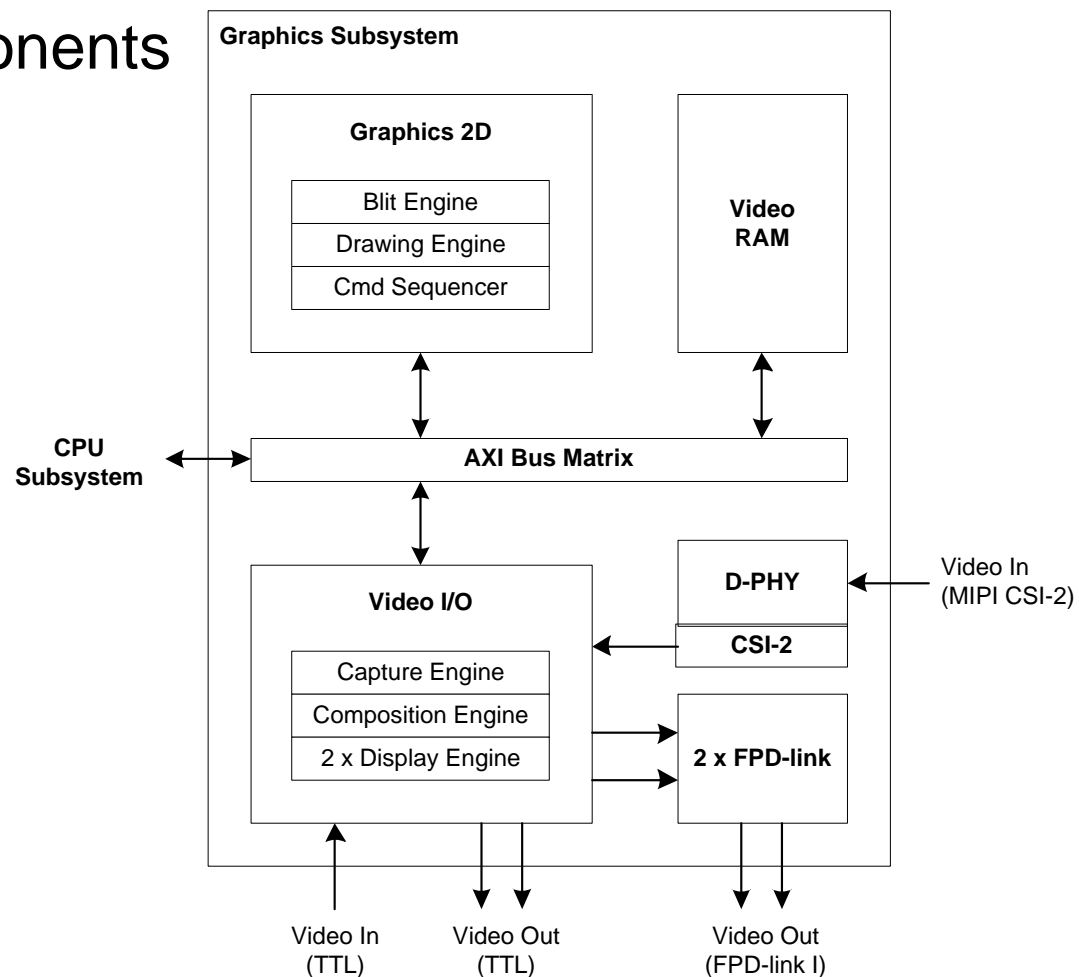 onents
Graphics Subsystem
Graphics 2D
Blit Engine
Drawing Engine
Cmd Sequencer
Video
RAM
CPU
Subsystem
AXI Bus Matrix
Video I/O
Capture Engine
Composition Engine
2 x Display Engine
D-PHY
CSI-2
Video In
(MIPI CSI-2)
2 x FPD-link
Video In
(TTL)
Video Out
(TTL)
Video Out
(FPD-link I)